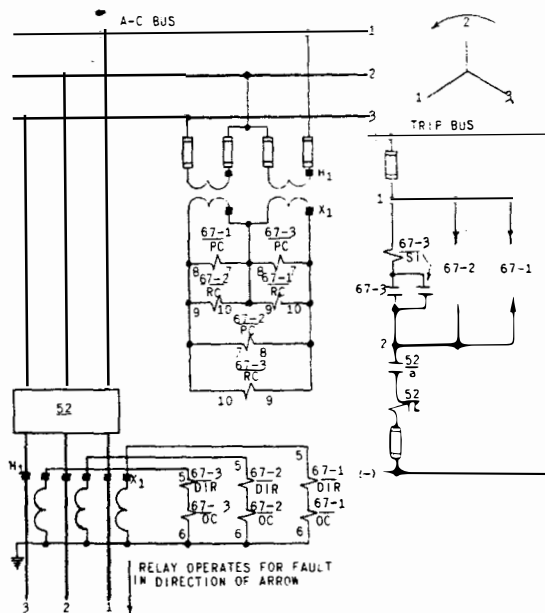 A-C BUS
1
2
3
2
1
3
TRIP BUS
H1
X1
67-1
PC
67-3
PC
8
7
8
7
67-2
RC
67-1
RC
9
10
9
10
67-2
PC
7
8
67-3
RC
10
9
1
67-3
SI
67-3
67-2
67-1
2
52
a
52
TC
(-)
52
H1
X1
5
5
5
67-3
DIR
67-2
DIR
67-1
DIR
67-3
OC
67-2
OC
67-1
OC
6
6
6
RELAY OPERATES FOR FAULT
IN DIRECTION OF ARROW
3
2
1